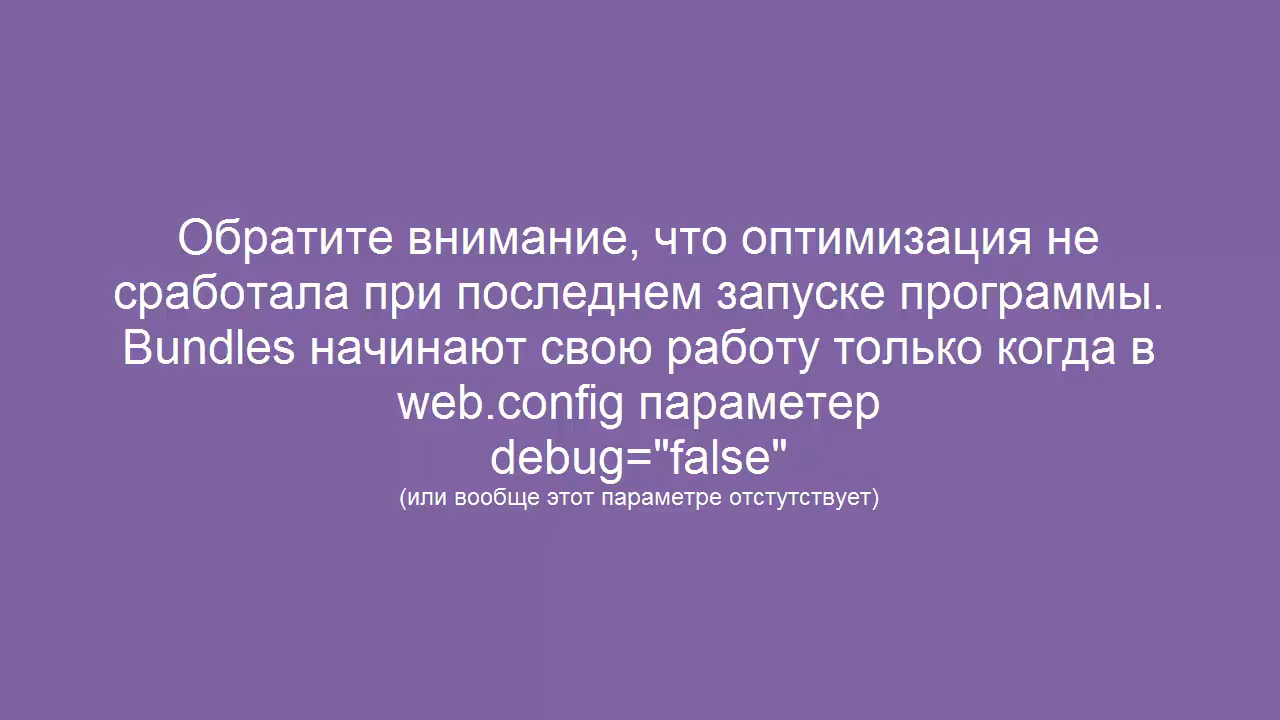 Обратите внимание, что оптимизация не
сработала при последнем запуске программы.
Bundles начинают свою работу только когда в
web.config параметер
debug="false"
(или вообще этот параметре отстутствует)